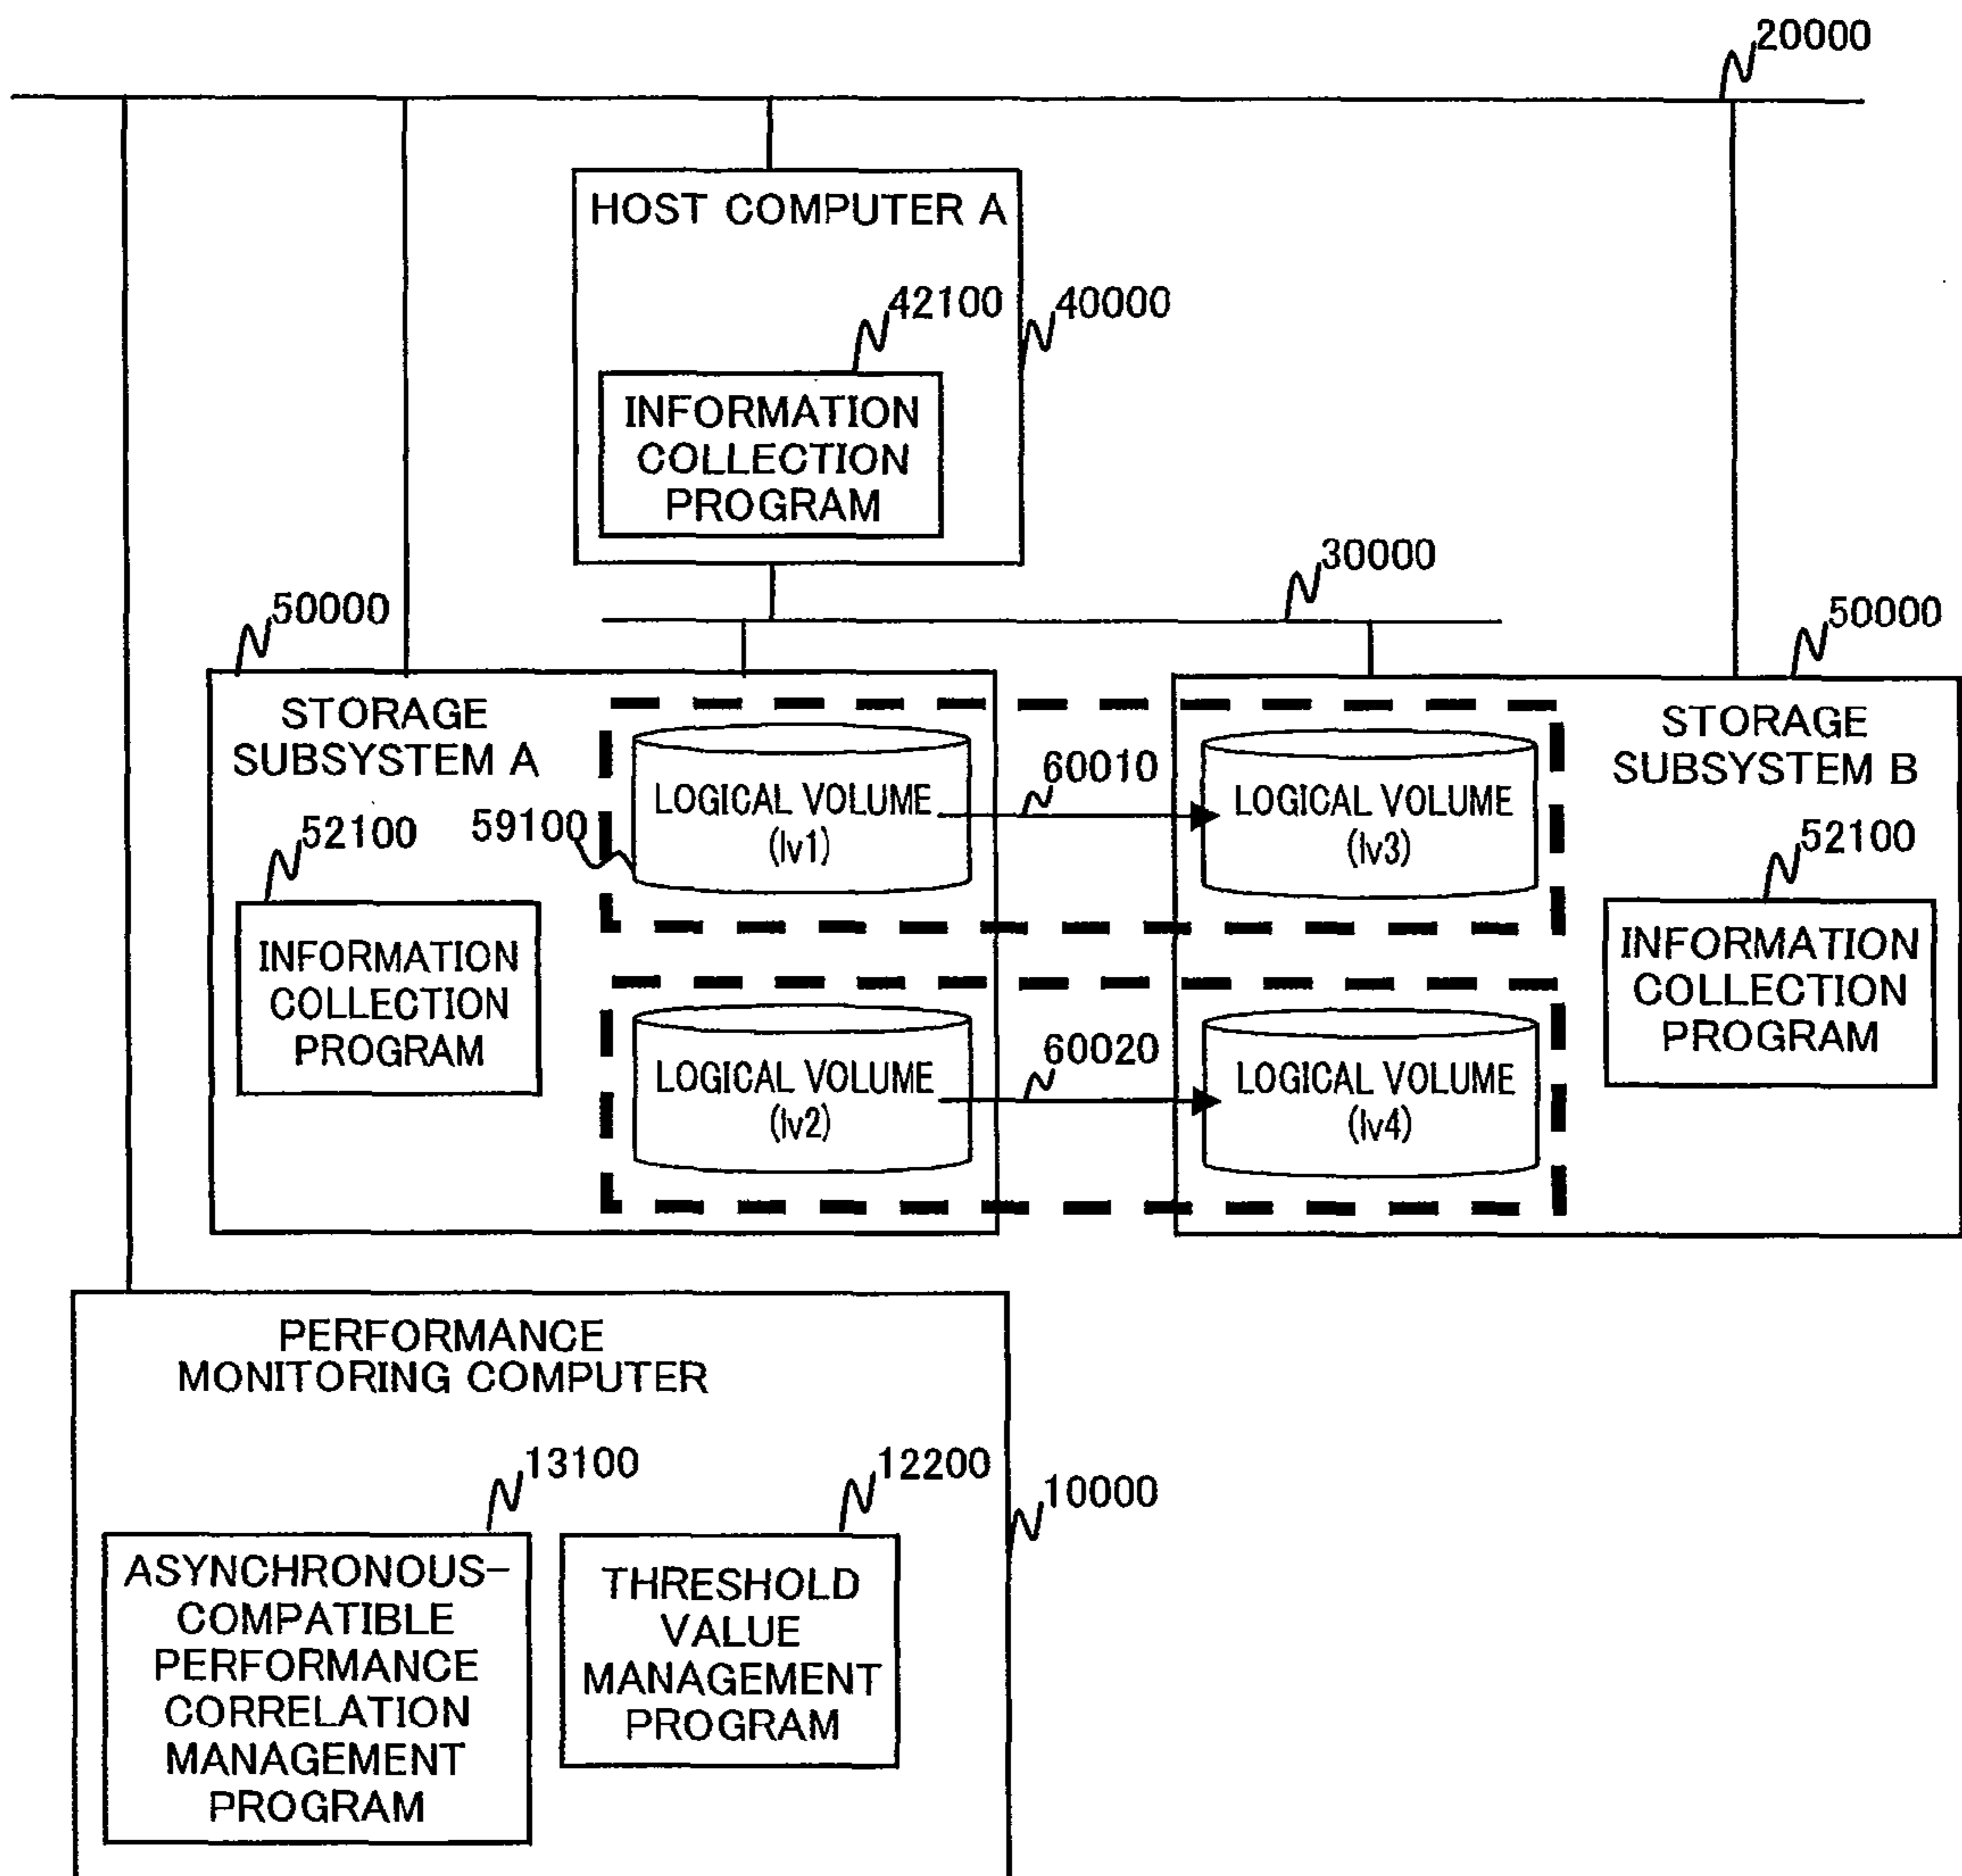 20000
HOST COMPUTER A
42100
40000
INFORMATION
COLLECTION
PROGRAM
30000
50000
50000
STORAGE
SUBSYSTEM A
STORAGE
SUBSYSTEM B
LOGICAL VOLUME
(lv1)
60010
LOGICAL VOLUME
(lv3)
52100
59100
52100
INFORMATION
COLLECTION
PROGRAM
INFORMATION
COLLECTION
PROGRAM
LOGICAL VOLUME
(lv2)
60020
LOGICAL VOLUME
(lv4)
PERFORMANCE
MONITORING COMPUTER
13100
12200
10000
ASYNCHRONOUS-
COMPATIBLE
PERFORMANCE
CORRELATION
MANAGEMENT
PROGRAM
THRESHOLD
VALUE
MANAGEMENT
PROGRAM